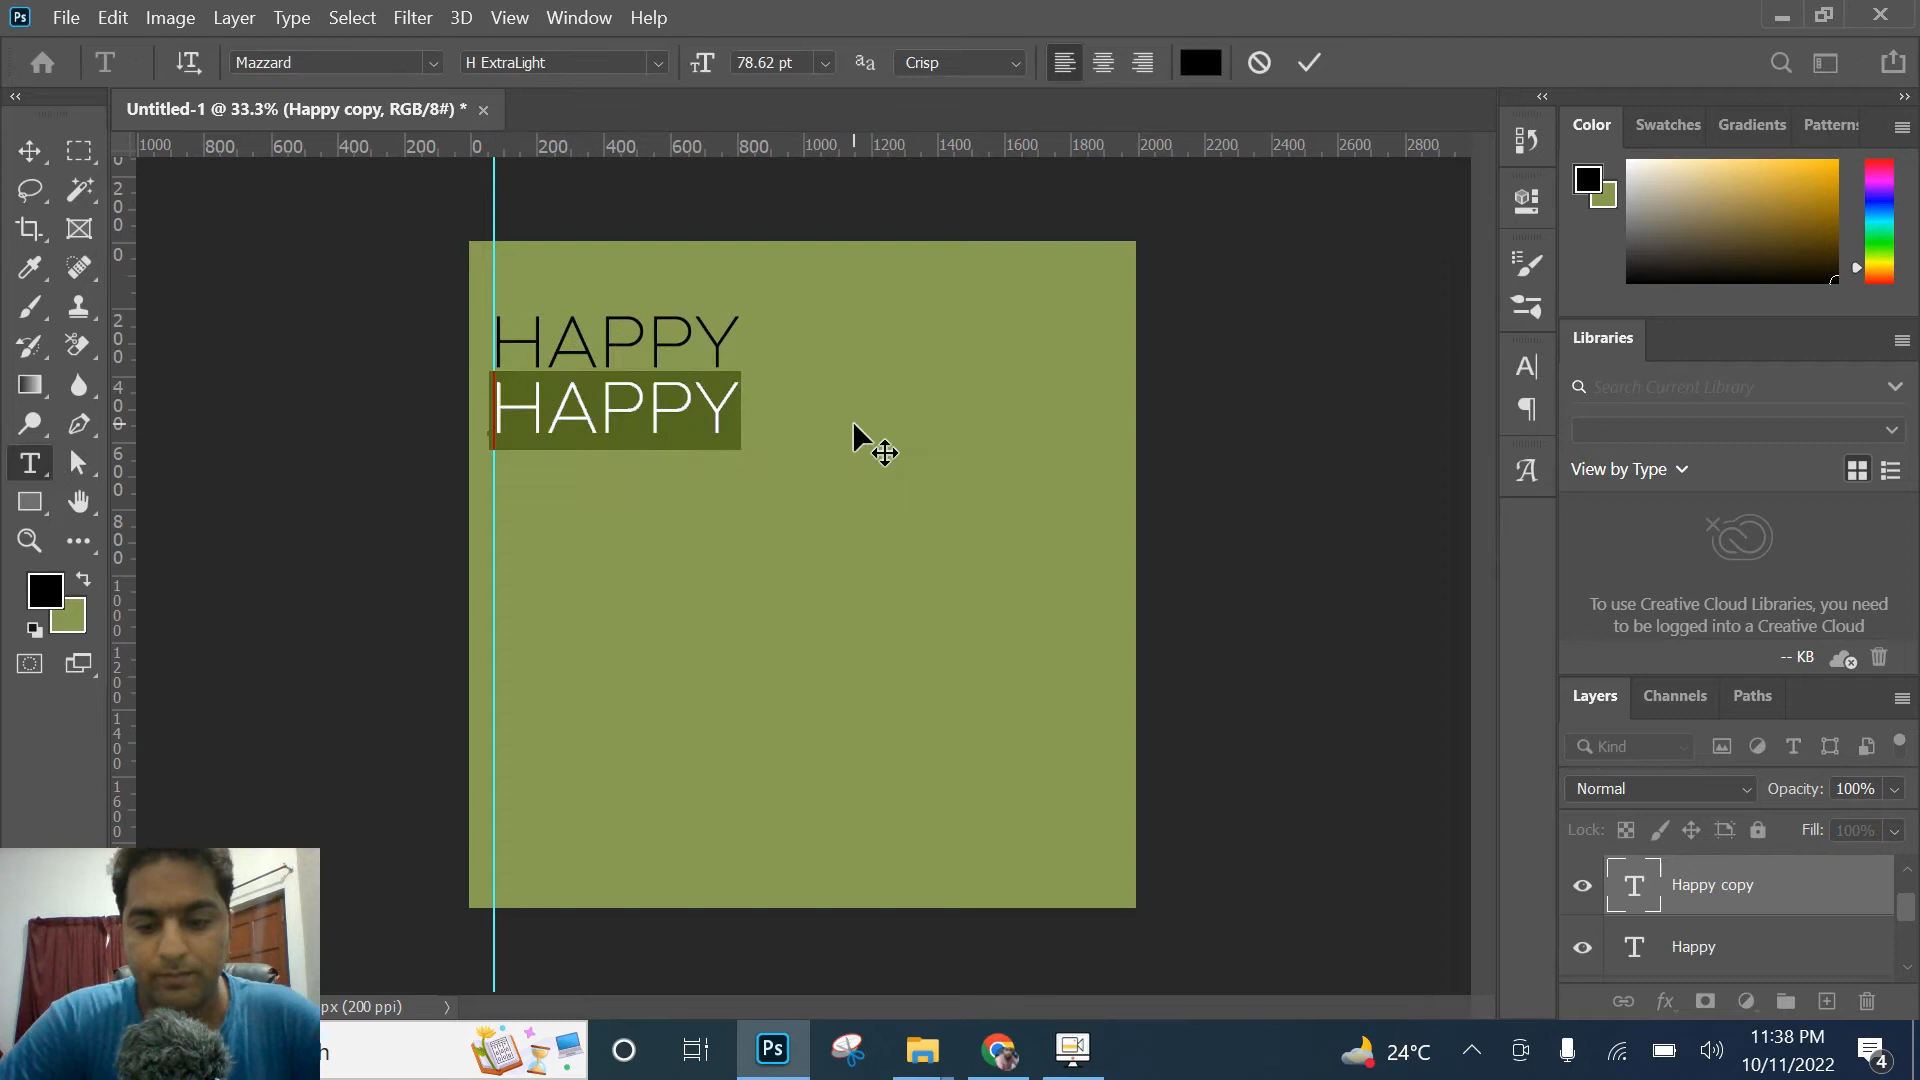 Ps File Edit Image Layer Type Select Filter 3D View Window Help
Mazzard H ExtraLight 78.62 pt aa Crisp
Untitled-1 @ 33.3% (Happy copy, RGB/8#) *
1000 800 600 400 200 0 200 400 600 800 1000 1200 1400 1600 1800 2000 2200 2400 2600 2800
HAPPY
HAPPY
Color Swatches Gradients Patterns
Libraries
Search Current Library
View by Type
To use Creative Cloud Libraries, you need
to be logged into a Creative Cloud
-- KB
Layers Channels Paths
Kind
Normal Opacity: 100%
Lock: Fill: 100%
Happy copy
Happy
px (200 ppi)
Ps
24°C
11:38 PM
10/11/2022
4